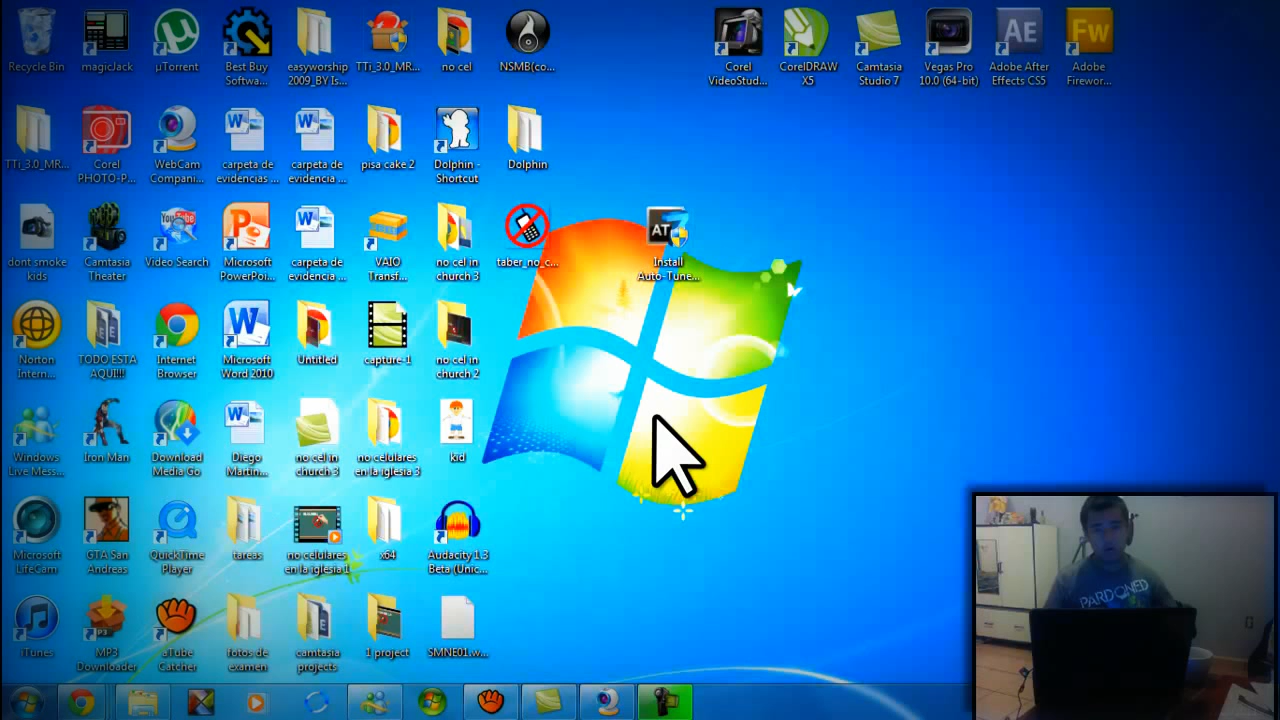 Recycle Bin
magicJack
µTorrent
Best Buy
Softwa...
easyworship
2009_BY Is...
TTi_3.0_MR...
no cel
NSMB(co...
Corel
VideoStud...
CorelDRAW
X5
Camtasia
Studio 7
Vegas Pro
10.0 (64-bit)
AE
Adobe After
Effects CS5
Fw
Adobe
Firewor...
TTi_3.0_MR...
Corel
PHOTO-P...
WebCam
Compani...
carpeta de
evidencias ...
carpeta de
evidencia ...
pisa cake 2
Dolphin -
Shortcut
Dolphin
dont smoke
kids
Camtasia
Theater
YouTube
Video Search
Microsoft
PowerPoi...
carpeta de
evidencia ...
VAIO
Transf...
no cel in
church 3
taber_no_c...
AT
Install
Auto-Tune...
Norton
Intern...
TODO ESTA
AQUI!!!
Internet
Browser
Microsoft
Word 2010
Untitled
capture-1
no cel in
church 2
Windows
Live Mess...
Iron Man
Download
Media Go
Diego
Martin...
no cel in
church 3
no celulares
en la iglesia 3
kid
Microsoft
LifeCam
GTA San
Andreas
QuickTime
Player
tareas
no celulares
en la iglesia1
x64
Audacity 1.3
Beta (Unic...
iTunes
MP3
Downloader
aTube
Catcher
fotos de
examen
camtasia
projects
1 project
SMNE01.w...
PARDONED